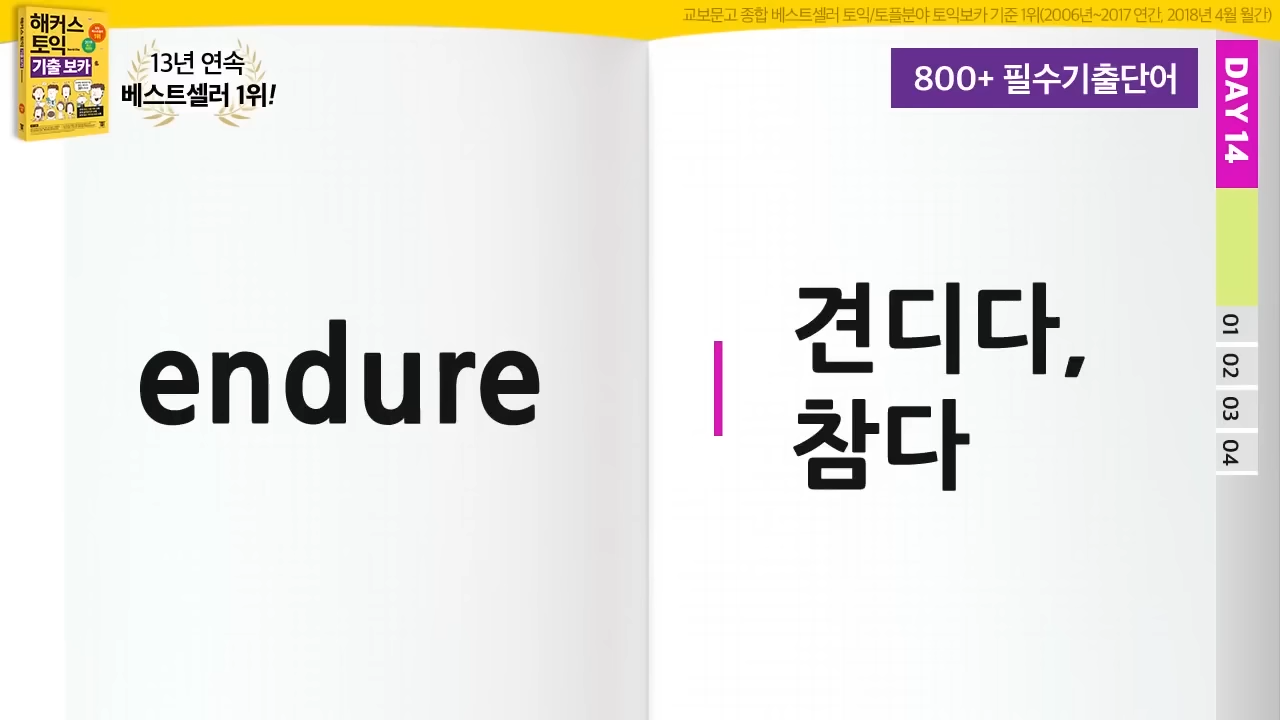 교보문고 종합 베스트셀러 토익/토플분야 토익보카 기준 1위(2006년~2017 연간, 2018년 4월 월간)
해커스
토익
기출 보카
13년 연속
베스트셀러 1위!
800+ 필수기출단어
DAY 14
endure
견디다,
참다
01
02
03
04